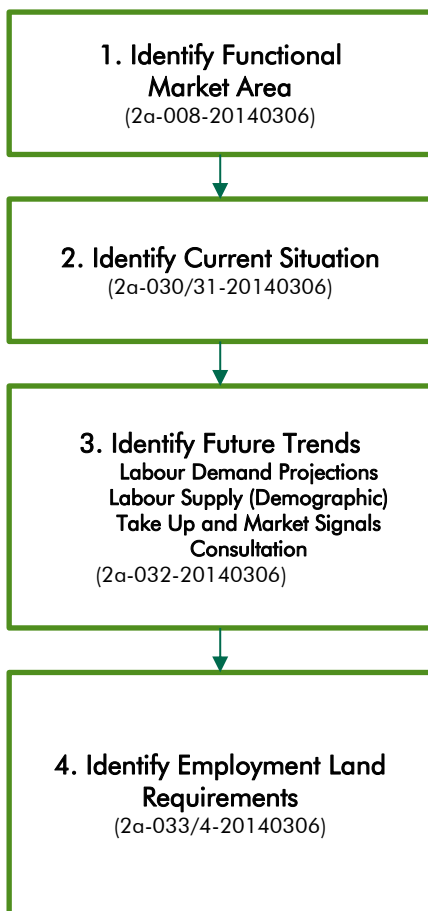 1. Identify Functional
Market Area
(2a-008-20140306)
2. Identify Current Situation
(2a-030/31-20140306)
3. Identify Future Trends
Labour Demand Projections
Labour Supply (Demographic)
Take Up and Market Signals
Consultation
(2a-032-20140306)
4. Identify Employment Land
Requirements
(2a-033/4-20140306)